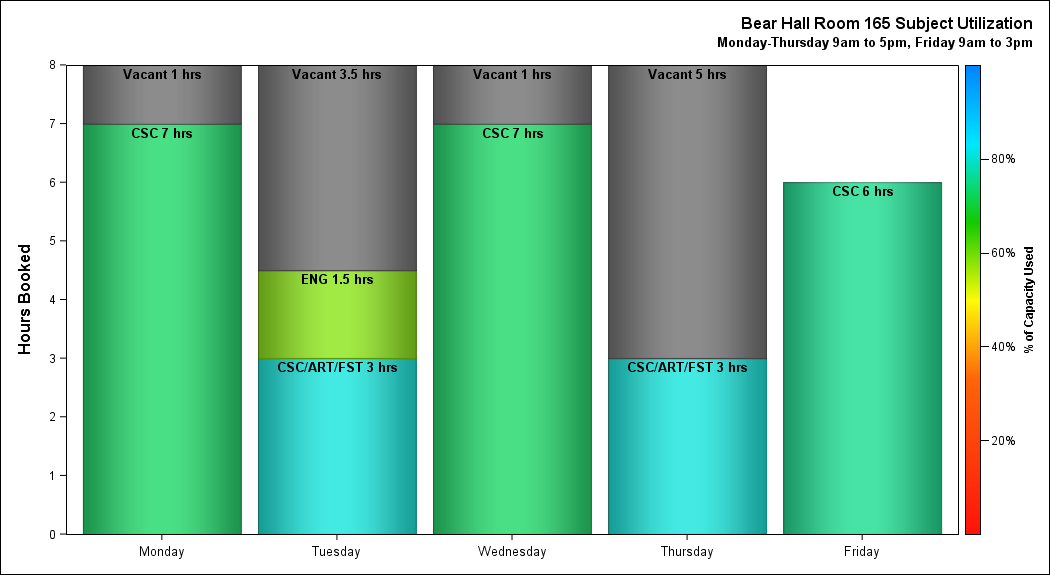 Bear Hall Room 165 Subject Utilization
Monday-Thursday 9am to 5pm, Friday 9am to 3pm
Hours Booked
8
7
6
5
4
3
2
1
0
Vacant 1 hrs
CSC 7 hrs
Vacant 3.5 hrs
ENG 1.5 hrs
CSC/ART/FST 3 hrs
Vacant 1 hrs
CSC 7 hrs
Vacant 5 hrs
CSC/ART/FST 3 hrs
CSC 6 hrs
Monday
Tuesday
Wednesday
Thursday
Friday
80%
60%
40%
20%
% of Capacity Used